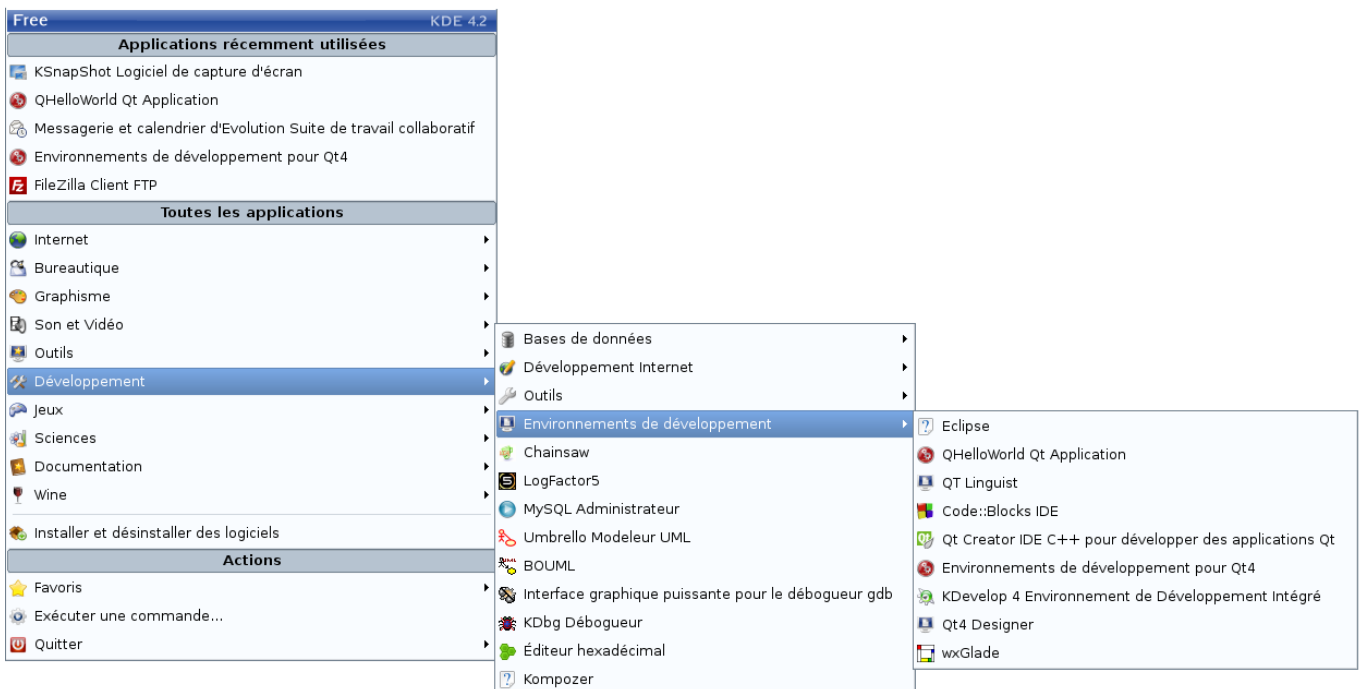 Free KDE 4.2
Applications récemment utilisées
KSnapShot Logiciel de capture d'écran
QHelloWorld Qt Application
Messagerie et calendrier d'Evolution Suite de travail collaboratif
Environnements de développement pour Qt4
FileZilla Client FTP
Toutes les applications
Internet
Bureautique
Graphisme
Son et Vidéo
Outils
Développement
Jeux
Sciences
Documentation
Wine
Installer et désinstaller des logiciels
Actions
Favoris
Exécuter une commande...
Quitter
Bases de données
Développement Internet
Outils
Environnements de développement
Chainsaw
LogFactor5
MySQL Administrateur
Umbrello Modeleur UML
BOUML
Interface graphique puissante pour le débogueur gdb
KDbg Débogueur
Éditeur hexadécimal
Kompozer
Eclipse
QHelloWorld Qt Application
QT Linguist
Code::Blocks IDE
Qt Creator IDE C++ pour développer des applications Qt
Environnements de développement pour Qt4
KDevelop 4 Environnement de Développement Intégré
Qt4 Designer
wxGlade